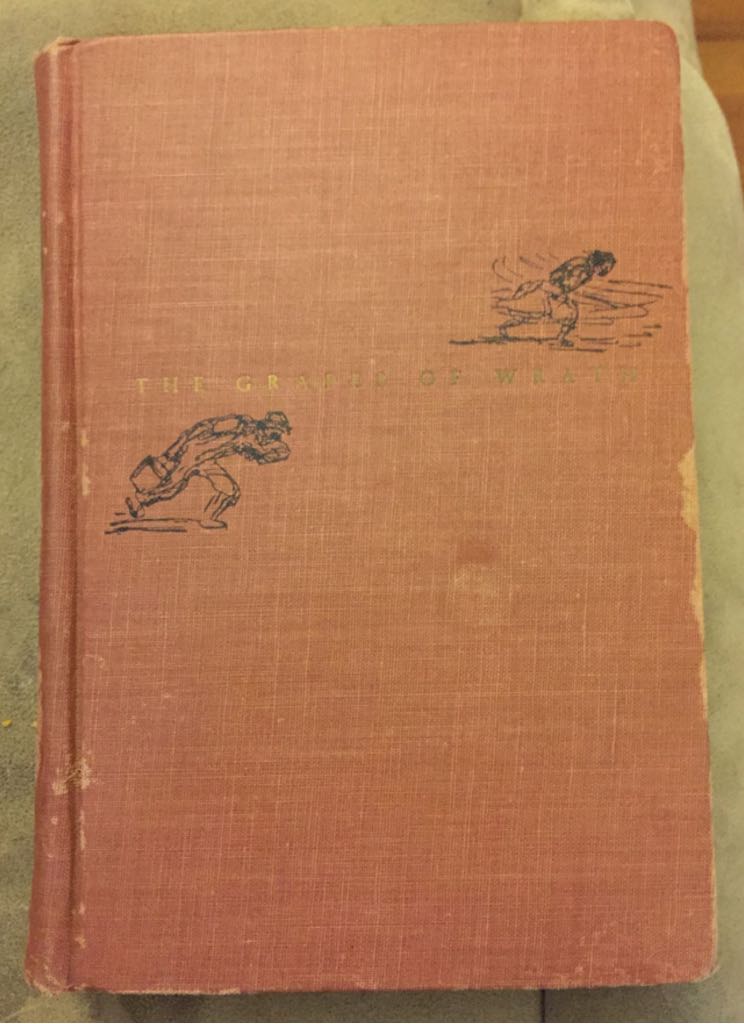 THE GRAPES OF WRATH